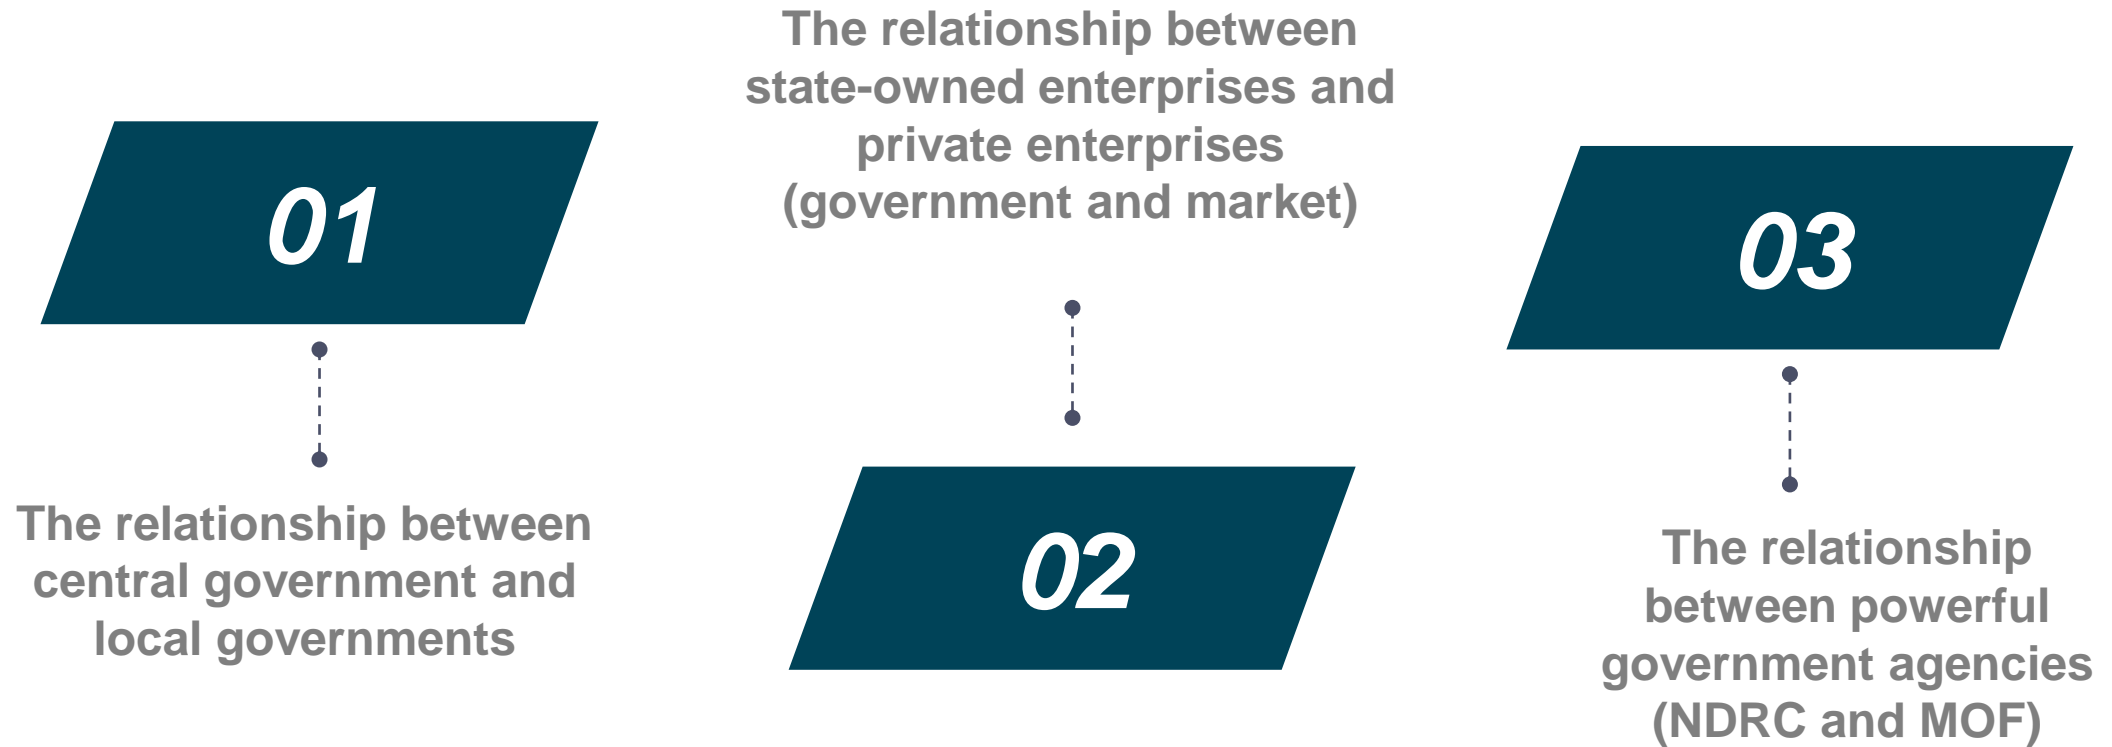 01
The relationship between
central government and
local governments
The relationship between
state-owned enterprises and
private enterprises
(government and market)
02
03
The relationship
between powerful
government agencies
(NDRC and MOF)